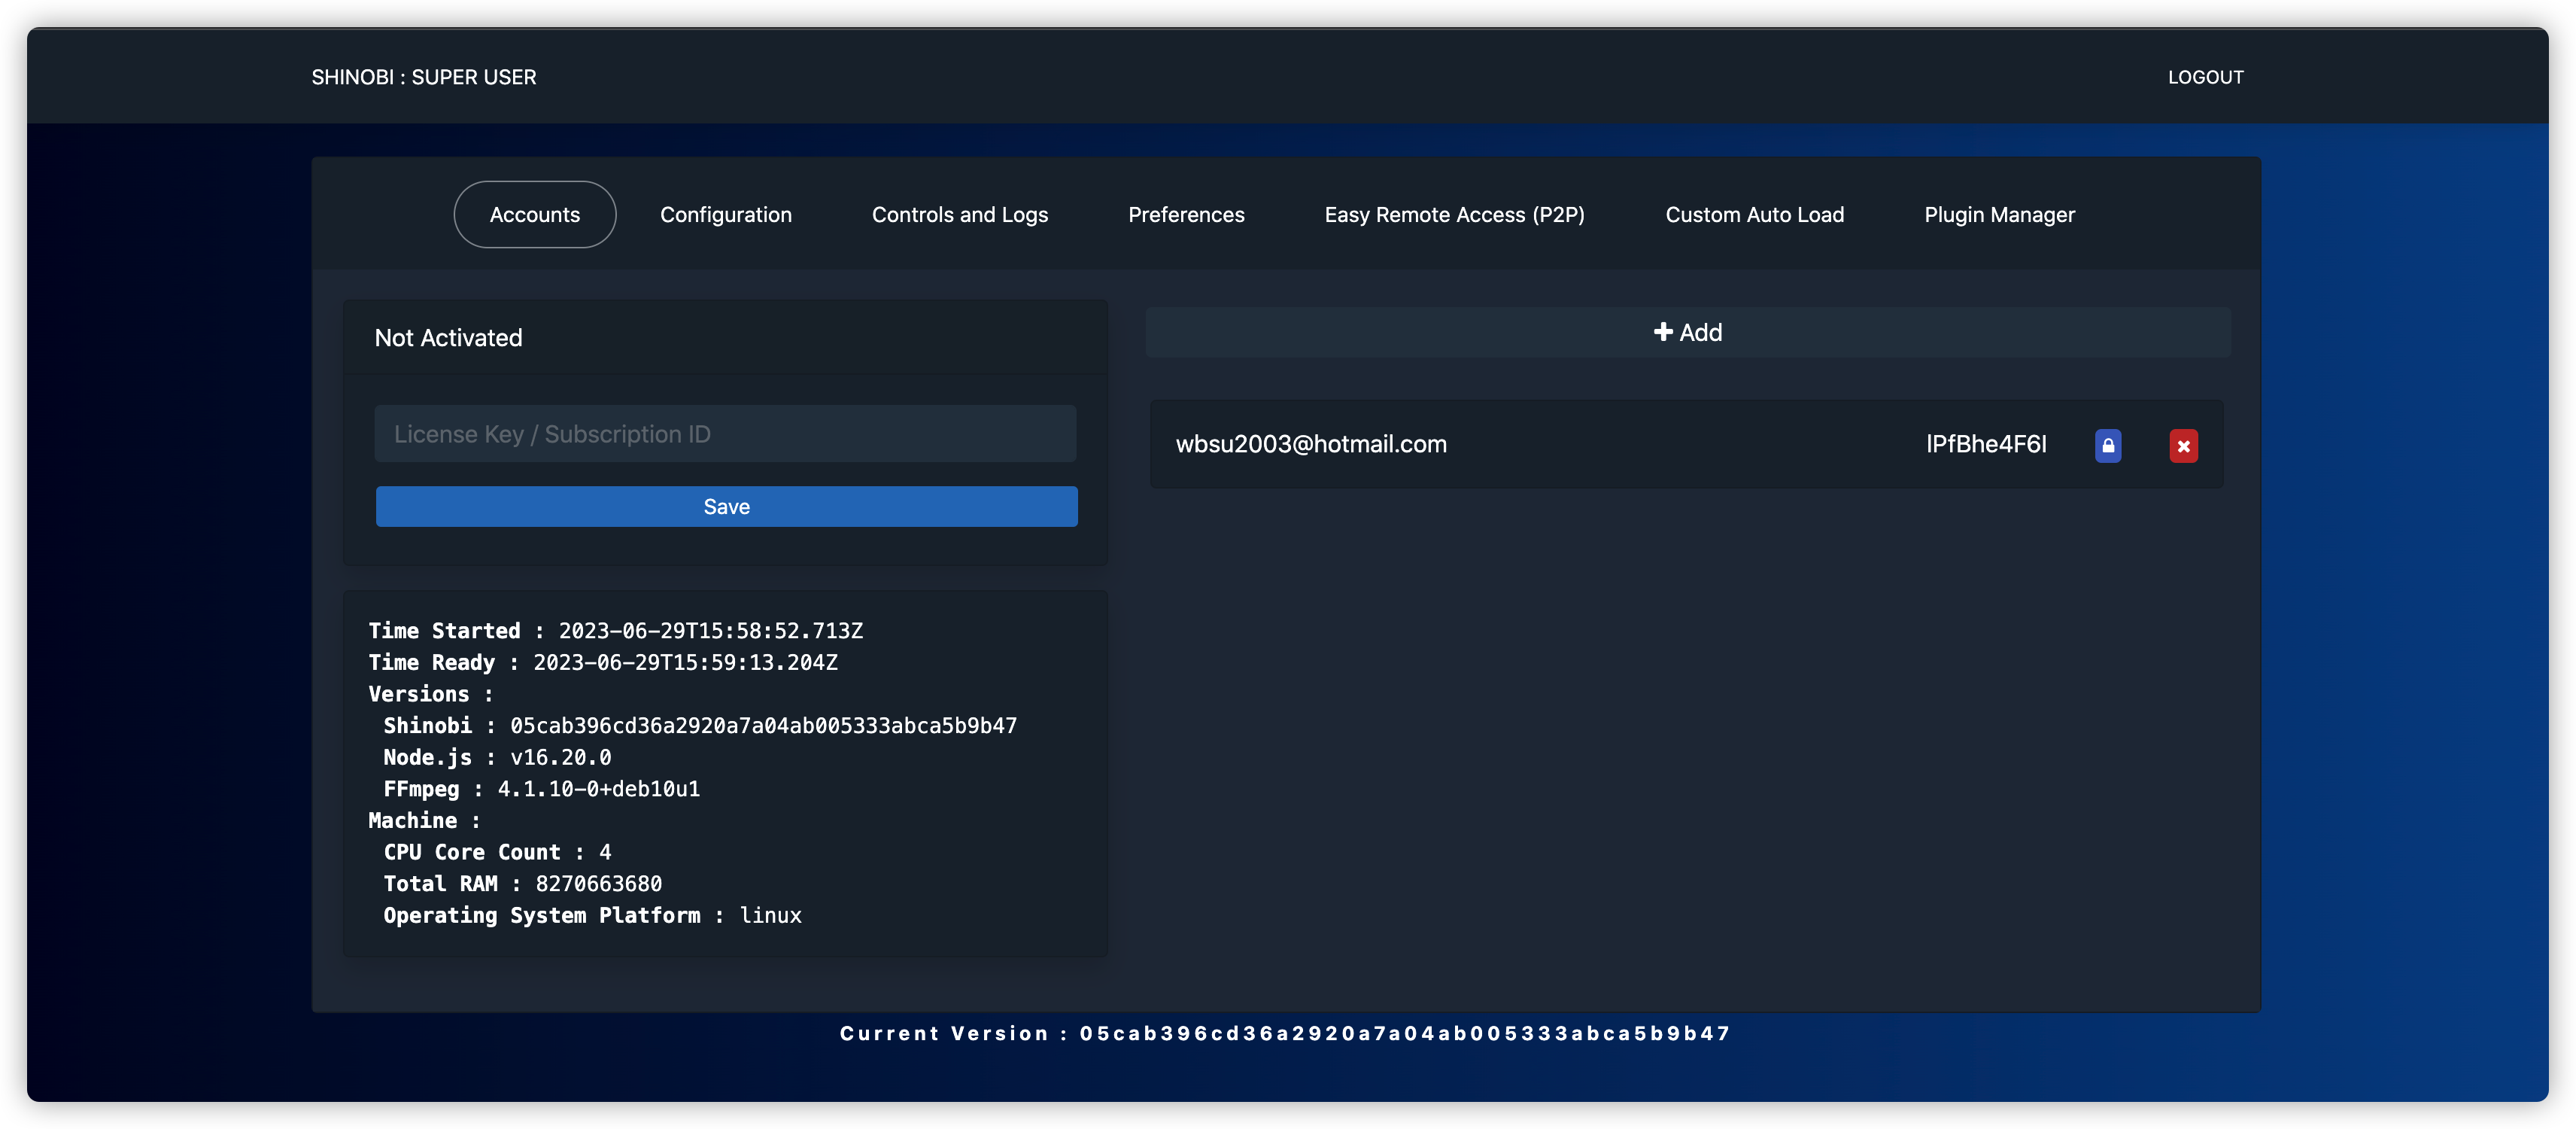 SHINOBI : SUPER USER
LOGOUT
Accounts
Configuration
Controls and Logs
Preferences
Easy Remote Access (P2P)
Custom Auto Load
Plugin Manager
Not Activated
License Key / Subscription ID
Save
Time Started : 2023-06-29T15:58:52.713Z
Time Ready : 2023-06-29T15:59:13.204Z
Versions :
Shinobi : 05cab396cd36a2920a7a04ab005333abca5b9b47
Node.js : v16.20.0
FFmpeg : 4.1.10-0+deb10u1
Machine :
CPU Core Count : 4
Total RAM : 8270663680
Operating System Platform : linux
Add
wbsu2003@hotmail.com
lPfBhe4F6l
Current Version : 05cab396cd36a2920a7a04ab005333abca5b9b47